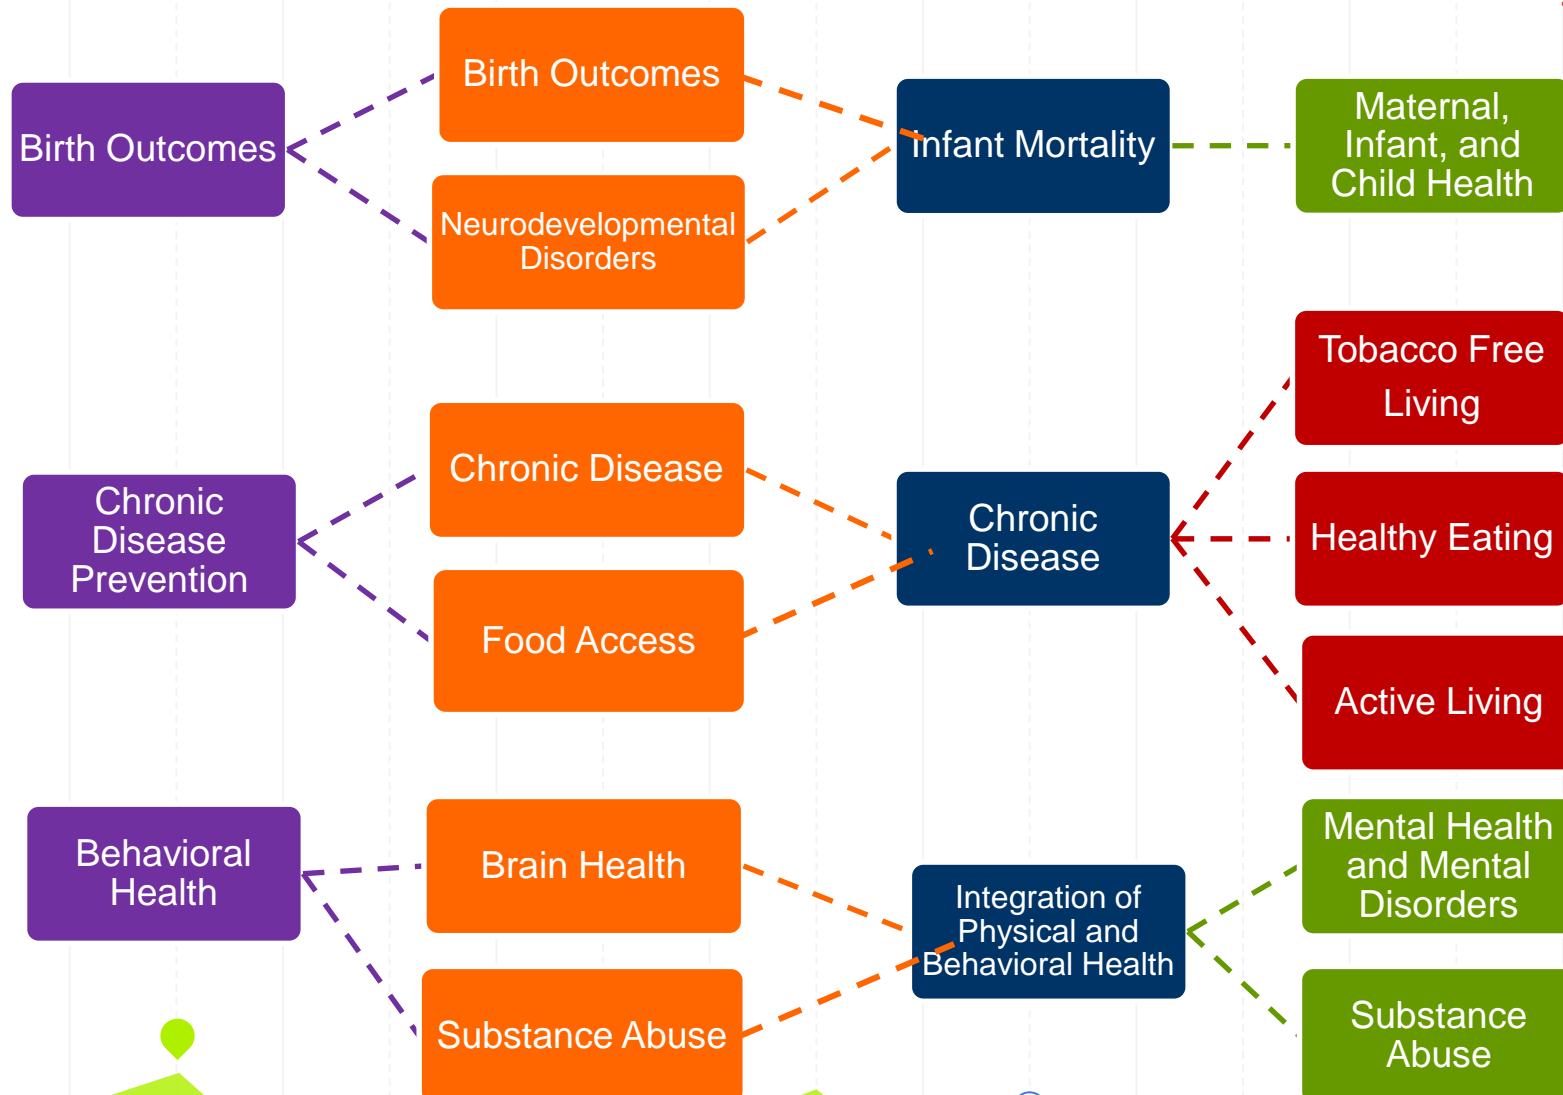 Birth Outcomes
Birth Outcomes
Neurodevelopmental
Disorders
Infant Mortality
Maternal,
Infant, and
Child Health
Chronic
Disease
Prevention
Chronic Disease
Food Access
Chronic
Disease
Tobacco Free
Living
Healthy Eating
Active Living
Behavioral
Health
Brain Health
Substance Abuse
Integration of
Physical and
Behavioral Health
Mental Health
and Mental
Disorders
Substance
Abuse